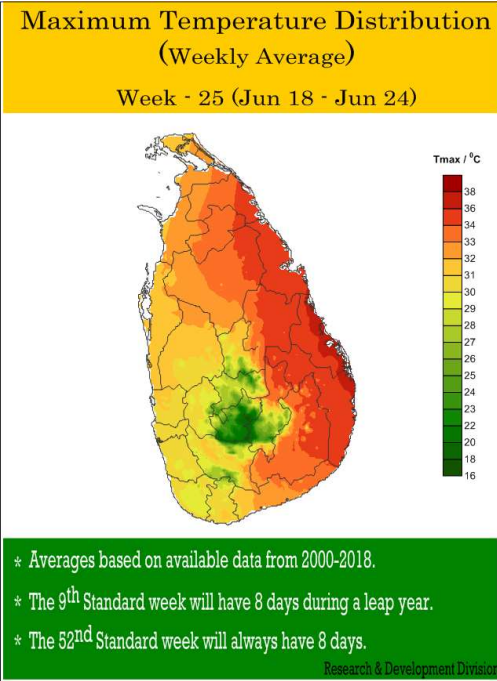 Maximum Temperature Distribution
(Weekly Average)
Week - 25 (Jun 18 - Jun 24)
Tmax / ⁰C
38
36
34
33
32
31
30
29
28
27
26
25
24
23
22
20
18
16
* Averages based on available data from 2000-2018.
* The 9th Standard week will have 8 days during a leap year.
* The 52nd Standard week will always have 8 days.
Research & Development Division